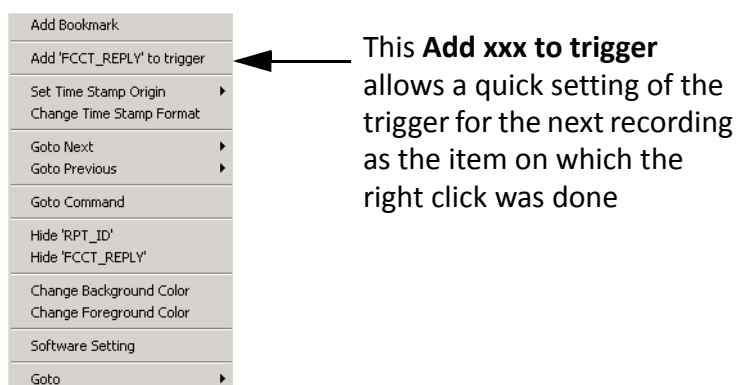 Add Bookmark
Add 'FCCT_REPLY' to trigger
Set Time Stamp Origin
Change Time Stamp Format
Goto Next
Goto Previous
Goto Command
Hide 'RPT_ID'
Hide 'FCCT_REPLY'
Change Background Color
Change Foreground Color
Software Setting
Goto
This Add xxx to trigger
allows a quick setting of the
trigger for the next recording
as the item on which the
right click was done